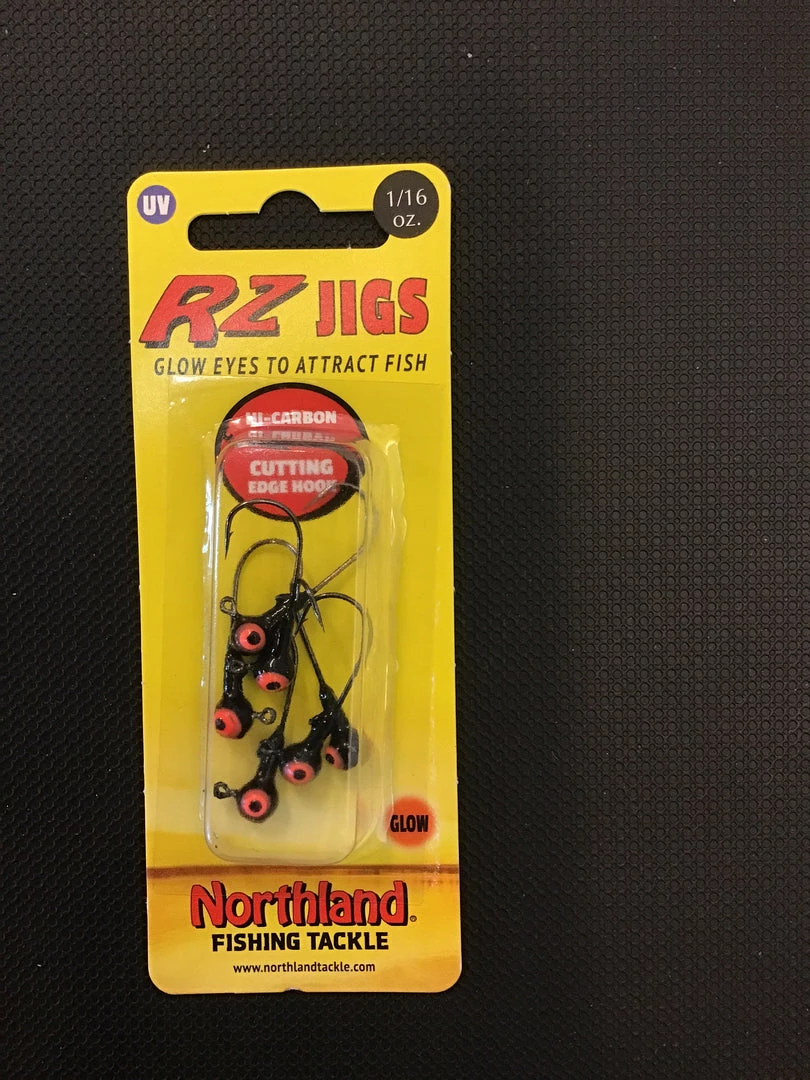 UV
1/16
oz.
RZ JIGS
GLOW EYES TO ATTRACT FISH
HI-CARBON
CUTTING
EDGE HOOK
GLOW
Northland
FISHING TACKLE
www.northlandtackle.com